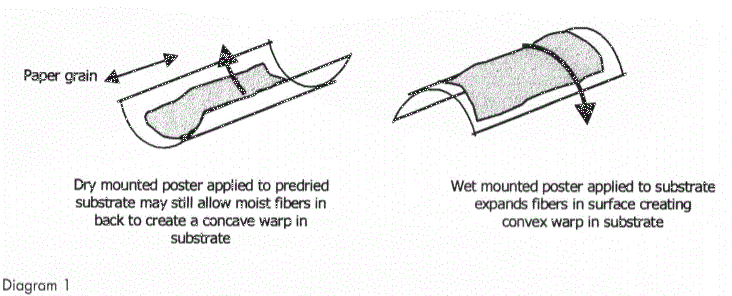 Paper grain
Dry mounted poster applied to predried
substrate may still allow moist fibers in
back to create a concave warp in
substrate
Wet mounted poster applied to substrate
expands fibers in surface creating
convex warp in substrate
Diagram 1